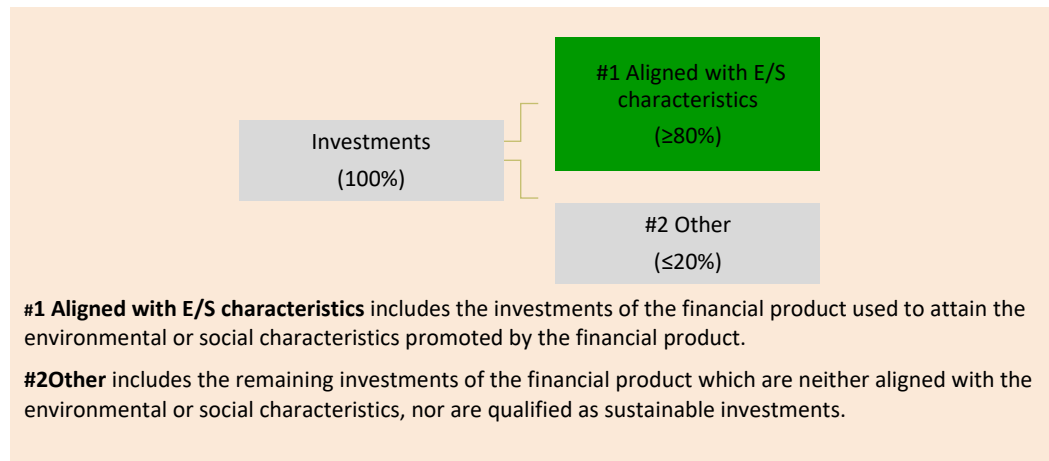 #1 Aligned with E/S
characteristics
(≥80%)
Investments
(100%)
#2 Other
(≤20%)
#1 Aligned with E/S characteristics includes the investments of the financial product used to attain the
environmental or social characteristics promoted by the financial product.
#2Other includes the remaining investments of the financial product which are neither aligned with the
environmental or social characteristics, nor are qualified as sustainable investments.